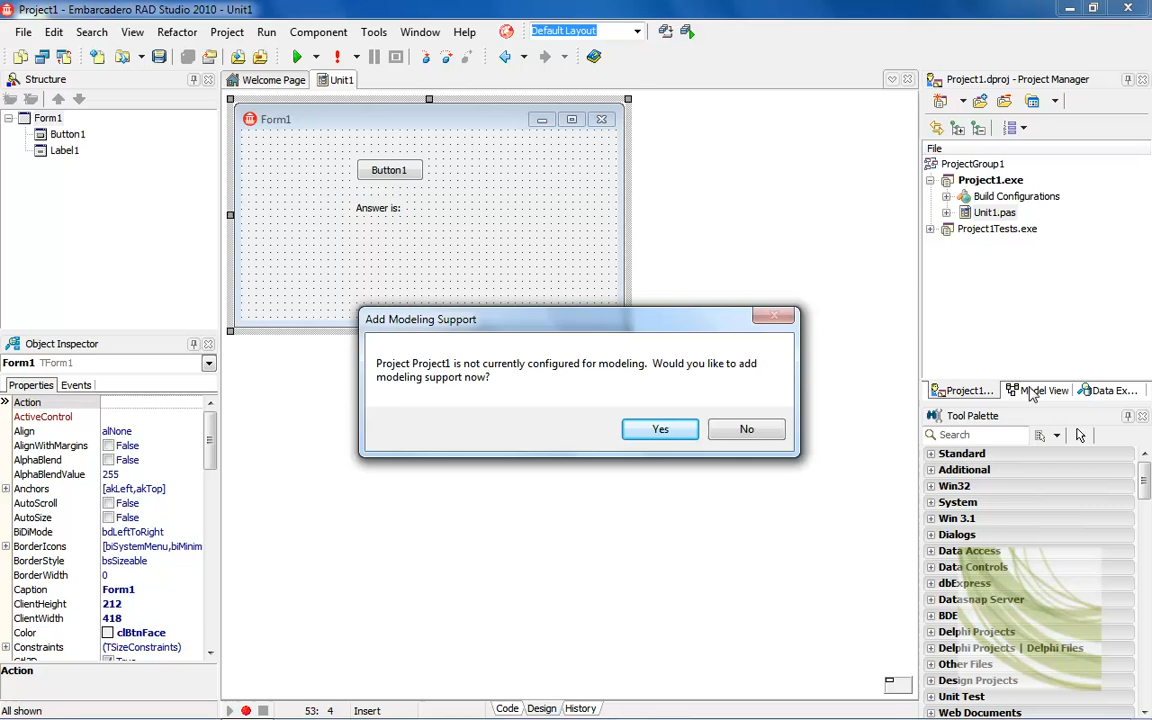 Project1 - Embarcadero RAD Studio 2010 - Unit1
File Edit Search View Refactor Project Run Component Tools Window Help
Default Layout
Structure
Welcome Page
Unit1
Project1.dproj - Project Manager
Form1
Button1
Label1
Form1
Button1
Answer is:
File
ProjectGroup1
Project1.exe
Build Configurations
Unit1.pas
Project1Tests.exe
Add Modeling Support
Project Project1 is not currently configured for modeling. Would you like to add
modeling support now?
Yes
No
Object Inspector
Form1 TForm1
Properties Events
Action
ActiveControl
Align alNone
AlignWithMargins False
AlphaBlend False
AlphaBlendValue 255
Anchors [akLeft,akTop]
AutoScroll False
AutoSize False
BiDiMode bdLeftToRight
BorderIcons [biSystemMenu,biMinim
BorderStyle bsSizeable
BorderWidth 0
Caption Form1
ClientHeight 212
ClientWidth 418
Color clBtnFace
Constraints (TSizeConstraints)
Ctl3D True
Action
All shown
Project1... Model View Data Ex...
Tool Palette
Search
Standard
Additional
Win32
System
Win 3.1
Dialogs
Data Access
Data Controls
dbExpress
Datasnap Server
BDE
Delphi Projects
Delphi Projects | Delphi Files
Other Files
Design Projects
Unit Test
Web Documents
53: 4 Insert
Code Design History